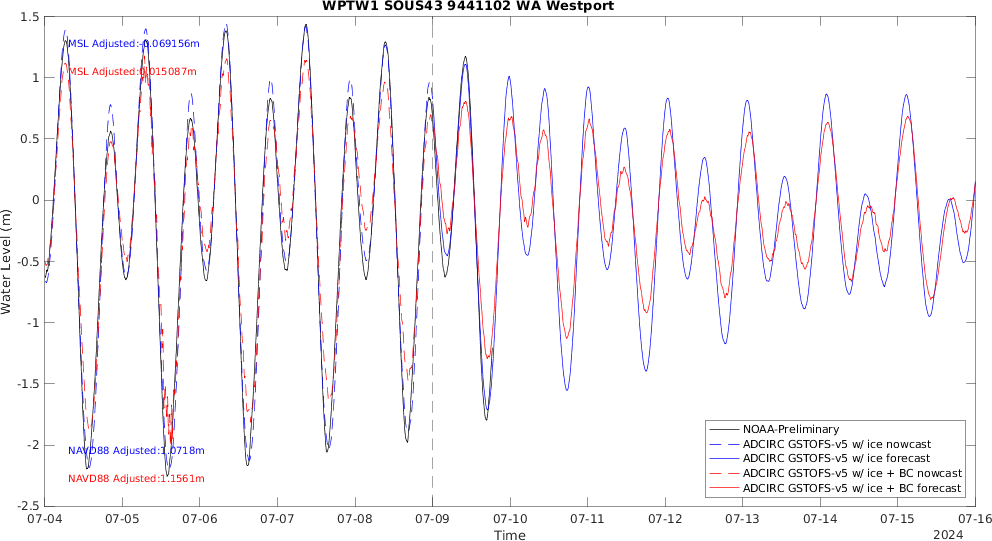 WPTW1 SOUS43 9441102 WA Westport
1.5
1
0.5
0
-0.5
-1
-1.5
-2
-2.5
Water Level (m)
MSL Adjusted:-0.069156m
MSL Adjusted:0.015087m
NAVD88 Adjusted:1.0718m
NAVD88 Adjusted:1.1561m
NOAA-Preliminary
ADCIRC GSTOFS-v5 w/ ice nowcast
ADCIRC GSTOFS-v5 w/ ice forecast
ADCIRC GSTOFS-v5 w/ ice + BC nowcast
ADCIRC GSTOFS-v5 w/ ice + BC forecast
07-04 07-05 07-06 07-07 07-08 07-09 07-10 07-11 07-12 07-13 07-14 07-15 07-16
Time
2024